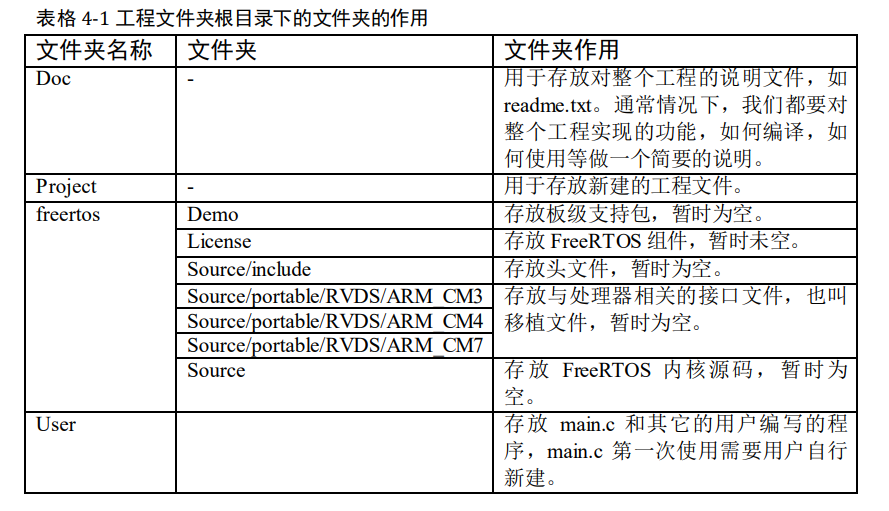 表格 4-1 工程文件夹根目录下的文件夹的作用
文件夹名称 文件夹 文件夹作用
Doc - 用于存放对整个工程的说明文件，如
readme.txt。通常情况下，我们都要对
整个工程实现的功能，如何编译，如
何使用等做一个简要的说明。
Project - 用于存放新建的工程文件。
freertos Demo 存放板级支持包，暂时为空。
License 存放 FreeRTOS 组件，暂时未空。
Source/include 存放头文件，暂时为空。
Source/portable/RVDS/ARM_CM3 存放与处理器相关的接口文件，也叫
Source/portable/RVDS/ARM_CM4 移植文件，暂时为空。
Source/portable/RVDS/ARM_CM7
Source 存放 FreeRTOS 内核源码，暂时为
空。
User 存放 main.c 和其它的用户编写的程
序，main.c 第一次使用需要用户自行
新建。